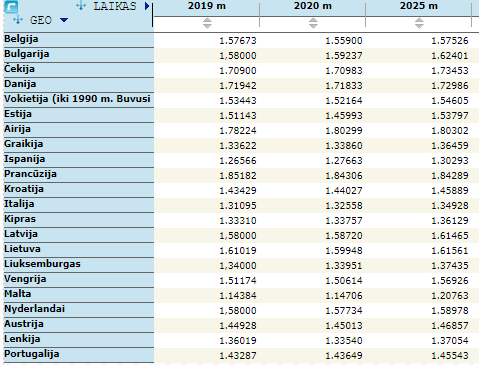 LAIKAS 2019 m 2020 m 2025 m
GEO
Belgija 1.57673 1.55900 1.57526
Bulgarija 1,58000 1.59237 1.62401
Čekija 1.70900 1.70983 1.73453
Danija 1.71942 1.71833 1.72986
Vokietija (iki 1990 m. Buvusi 1.53443 1.52164 1.54605
Estija 1.51143 1.45993 1.53797
Airija 1.78224 1.80299 1.80302
Graikija 1.33622 1.33860 1.36459
Ispanija 1.26566 1.27663 1.30293
Prancūzija 1.85182 1.84306 1.84289
Kroatija 1.43429 1.44027 1.45889
Italija 1.31095 1.32558 1.34928
Kipras 1.33310 1.33757 1.36129
Latvija 1,58000 1.58720 1.61465
Lietuva 1.61019 1.59948 1.61561
Liuksemburgas 1,34000 1.33951 1.37435
Vengrija 1.51174 1.50614 1.56926
Malta 1.14384 1.14706 1.20763
Nyderlandai 1,58000 1.57734 1.58978
Austrija 1.44928 1.45013 1.46857
Lenkija 1.36019 1.33540 1.37054
Portugalija 1.43287 1.43649 1.45543